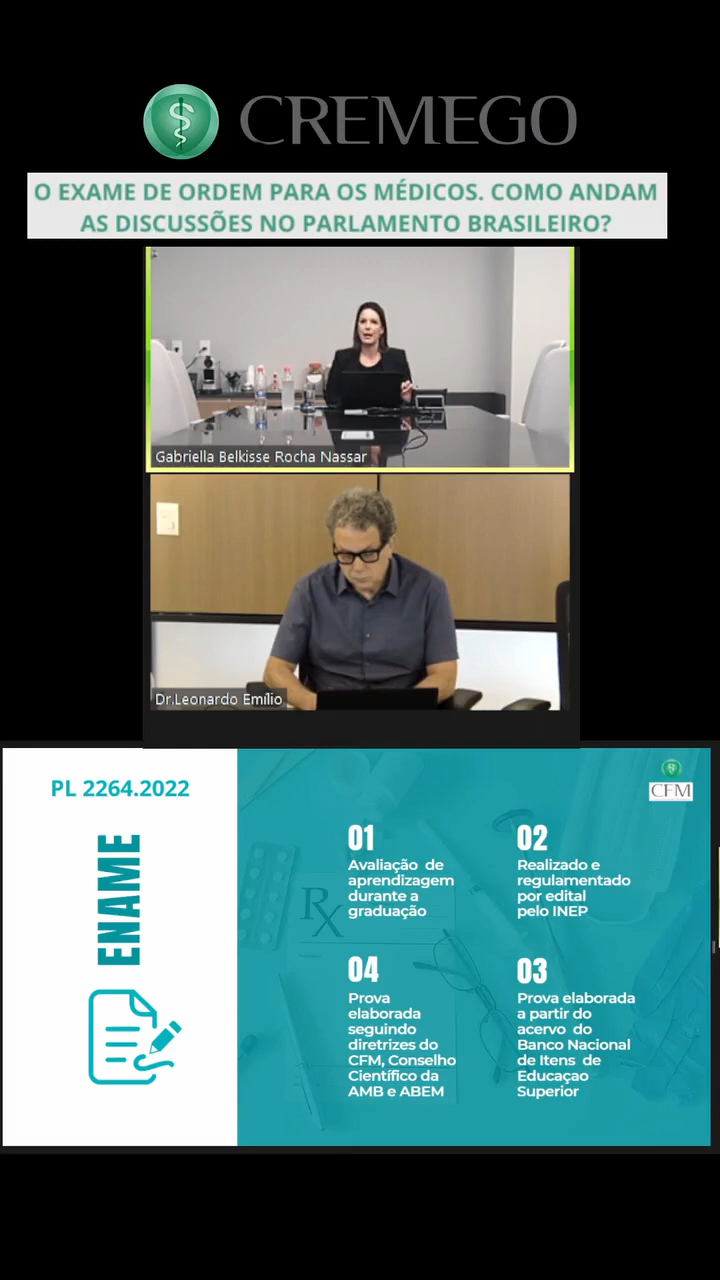 CREMEGO
O EXAME DE ORDEM PARA OS MÉDICOS. COMO ANDAM
AS DISCUSSÕES NO PARLAMENTO BRASILEIRO?
Gabriella Belkisse Rocha Nassar
Dr.Leonardo Emílio
PL 2264.2022
ENAME
CFM
01
Avaliação de
aprendizagem
durante a
graduação
02
Realizado e
regulamentado
por edital
pelo INEP
04
Prova
elaborada
seguindo
diretrizes do
CFM, Conselho
Científico da
AMB e ABEM
03
Prova elaborada
a partir do
acervo do
Banco Nacional
de Itens de
Educaçao
Superior
RX